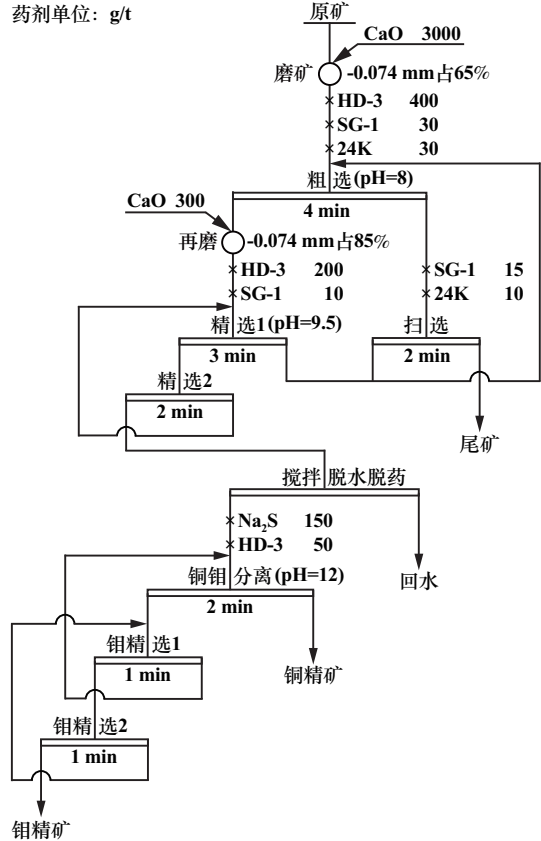 药剂单位：g/t
原矿
CaO 3000
磨矿 -0.074 mm占65%
HD-3 400
SG-1 30
24K 30
粗选(pH=8)
4 min
CaO 300
再磨 -0.074 mm占85%
HD-3 200
SG-1 10
SG-1 15
24K 10
精选1(pH=9.5)
3 min
扫选
2 min
精选2
2 min
尾矿
搅拌脱水脱药
Na₂S 150
HD-3 50
回水
铜钼分离(pH=12)
2 min
钼精选1
1 min
铜精矿
钼精选2
1 min
钼精矿